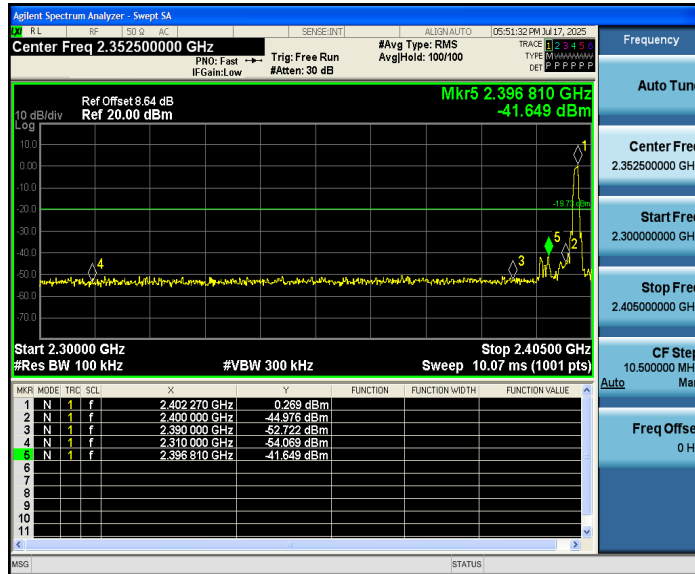 Agilent Spectrum Analyzer - Swept SA
RL RF 50 Ω AC SENSE:INT ALIGN AUTO 05:51:32 PM Jul 17, 2025
Center Freq 2.352500000 GHz
#Avg Type: RMS
TRACE 1 2 3 4 5 6
PNO: Fast Trig: Free Run Avg|Hold: 100/100
TYPE M
IFGain:Low #Atten: 30 dB
DET P P P P P P
Mkr5 2.396 810 GHz
Ref Offset 8.64 dB
-41.649 dBm
10 dB/div Ref 20.00 dBm
Log
10.0
1
0.00
-10.0
-19.73 dBm
-20.0
-30.0
5
2
-40.0
3
4
-50.0
-60.0
-70.0
Start 2.30000 GHz Stop 2.40500 GHz
#Res BW 100 kHz #VBW 300 kHz Sweep 10.07 ms (1001 pts)
MKR MODE TRC SCL X Y FUNCTION FUNCTION WIDTH FUNCTION VALUE
1 N 1 f 2.402 270 GHz 0.269 dBm
2 N 1 f 2.400 000 GHz -44.976 dBm
3 N 1 f 2.390 000 GHz -52.722 dBm
4 N 1 f 2.310 000 GHz -54.069 dBm
5 N 1 f 2.396 810 GHz -41.649 dBm
6
7
8
9
10
11
MSG STATUS
Frequency
Auto Tun
Center Fre
2.352500000 GH
Start Fre
2.300000000 GH
Stop Fre
2.405000000 GH
CF Step
10.500000 MH
Auto Ma
Freq Offse
0 H